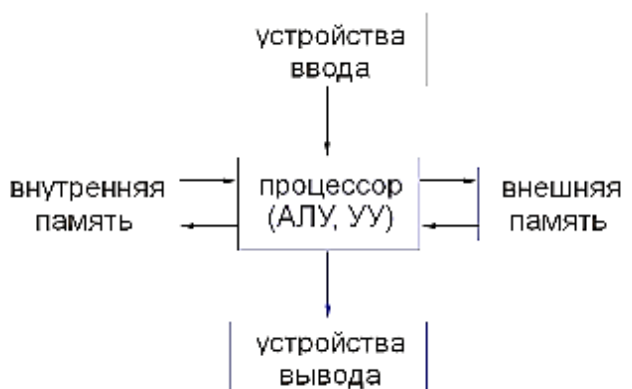 устройства
ввода
внутренняя
память
процессор
(АЛУ, УУ)
внешняя
память
устройства
вывода